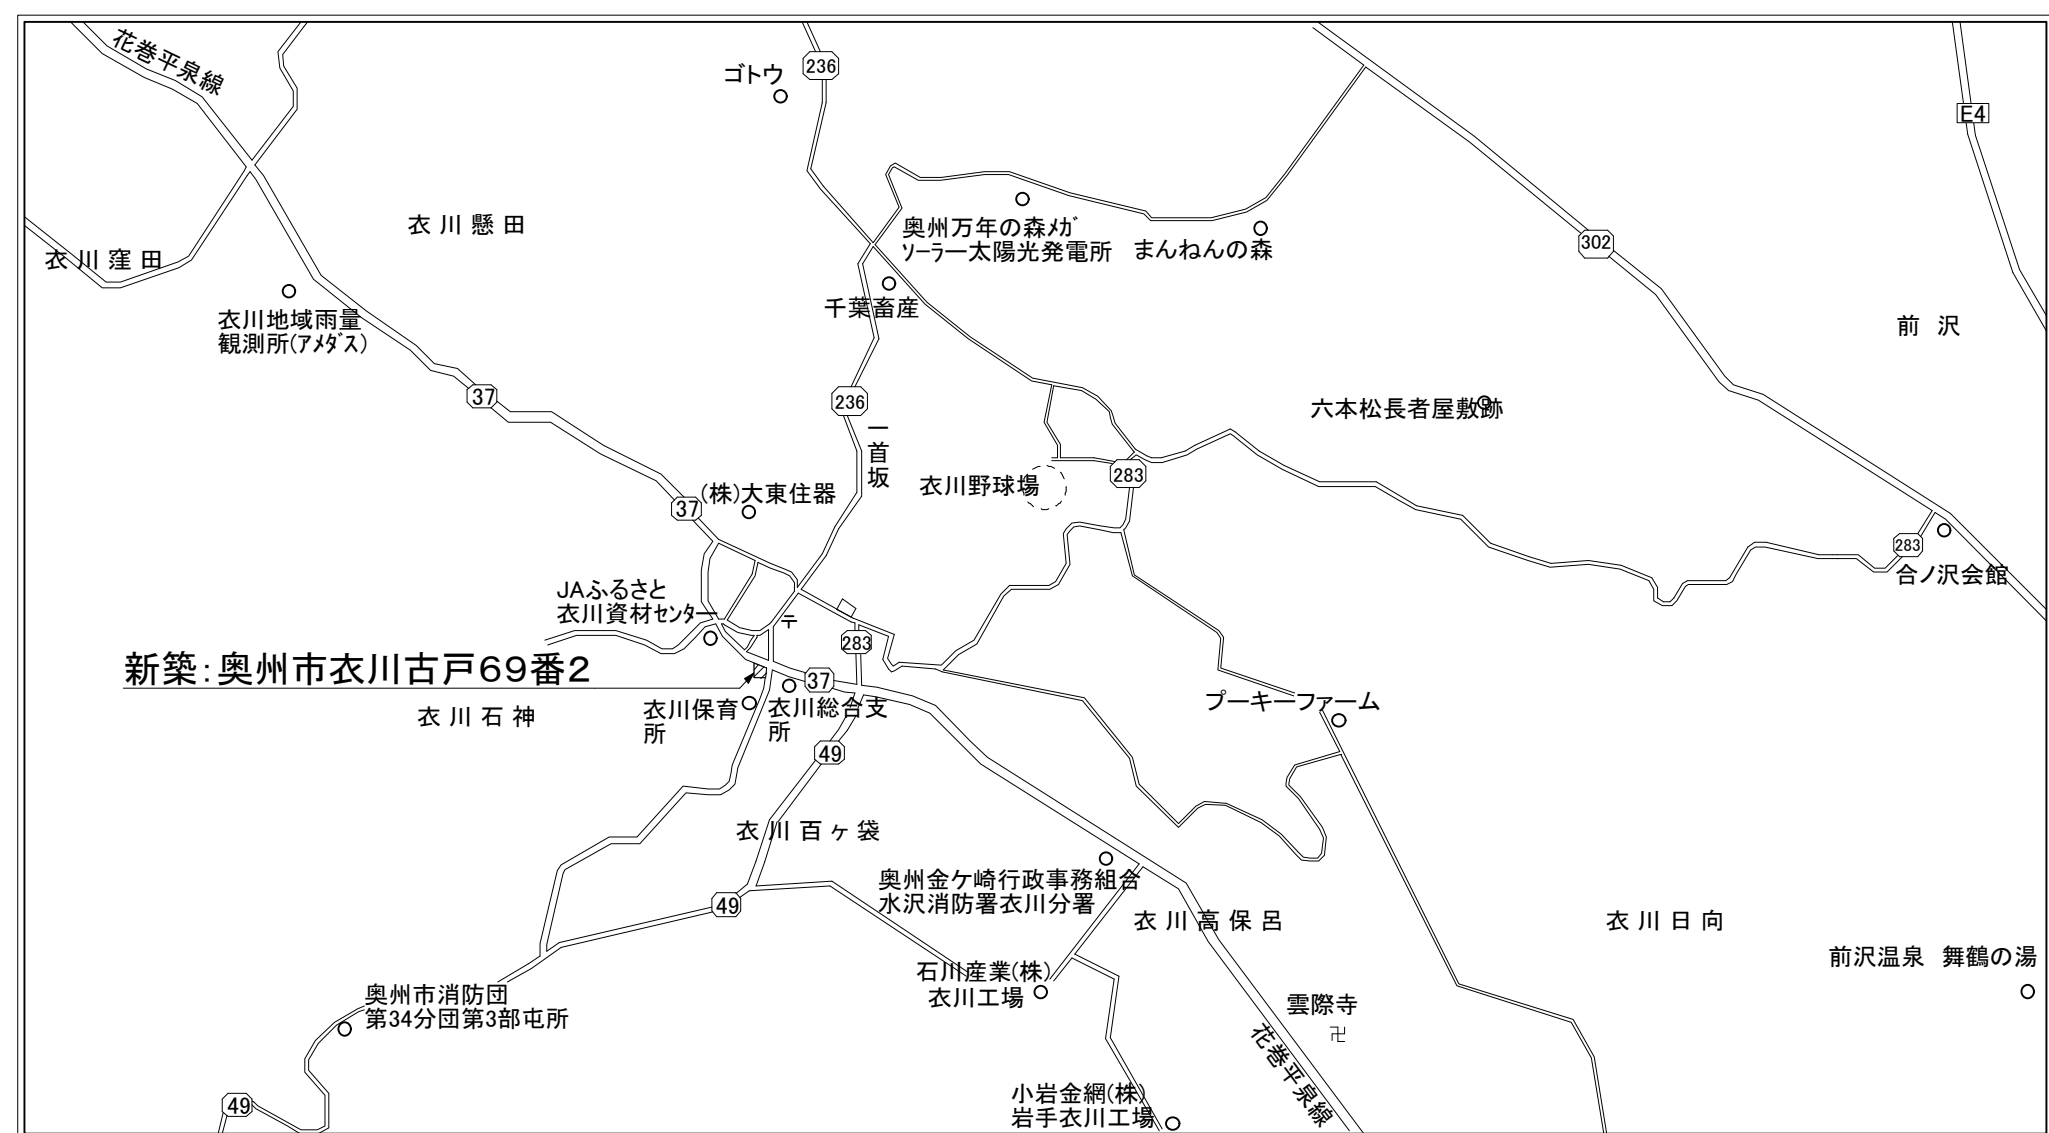 花巻平泉線
236
ゴトウ
E4
衣川懸田
衣川窪田
奥州万年の森ﾒｶﾞ
ｿｰﾗｰ太陽光発電所
まんねんの森
302
千葉畜産
衣川地域雨量
観測所(ｱﾒﾀﾞｽ)
前沢
37
236
六本松長者屋敷跡
一首坂
283
衣川野球場
(株)大東住器
37
283
合ノ沢会館
JAふるさと
衣川資材ｾﾝﾀｰ
〒
283
新築:奥州市衣川古戸69番2
37
衣川石神
衣川保育
所
衣川総合支
所
プーキーファーム
49
衣川百ヶ袋
奥州金ケ崎行政事務組合
水沢消防署衣川分署
49
衣川高保呂
衣川日向
前沢温泉 舞鶴の湯
石川産業(株)
衣川工場
奥州市消防団
第34分団第3部屯所
雲際寺
卍
花巻平泉線
小岩金網(株)
岩手衣川工場
49